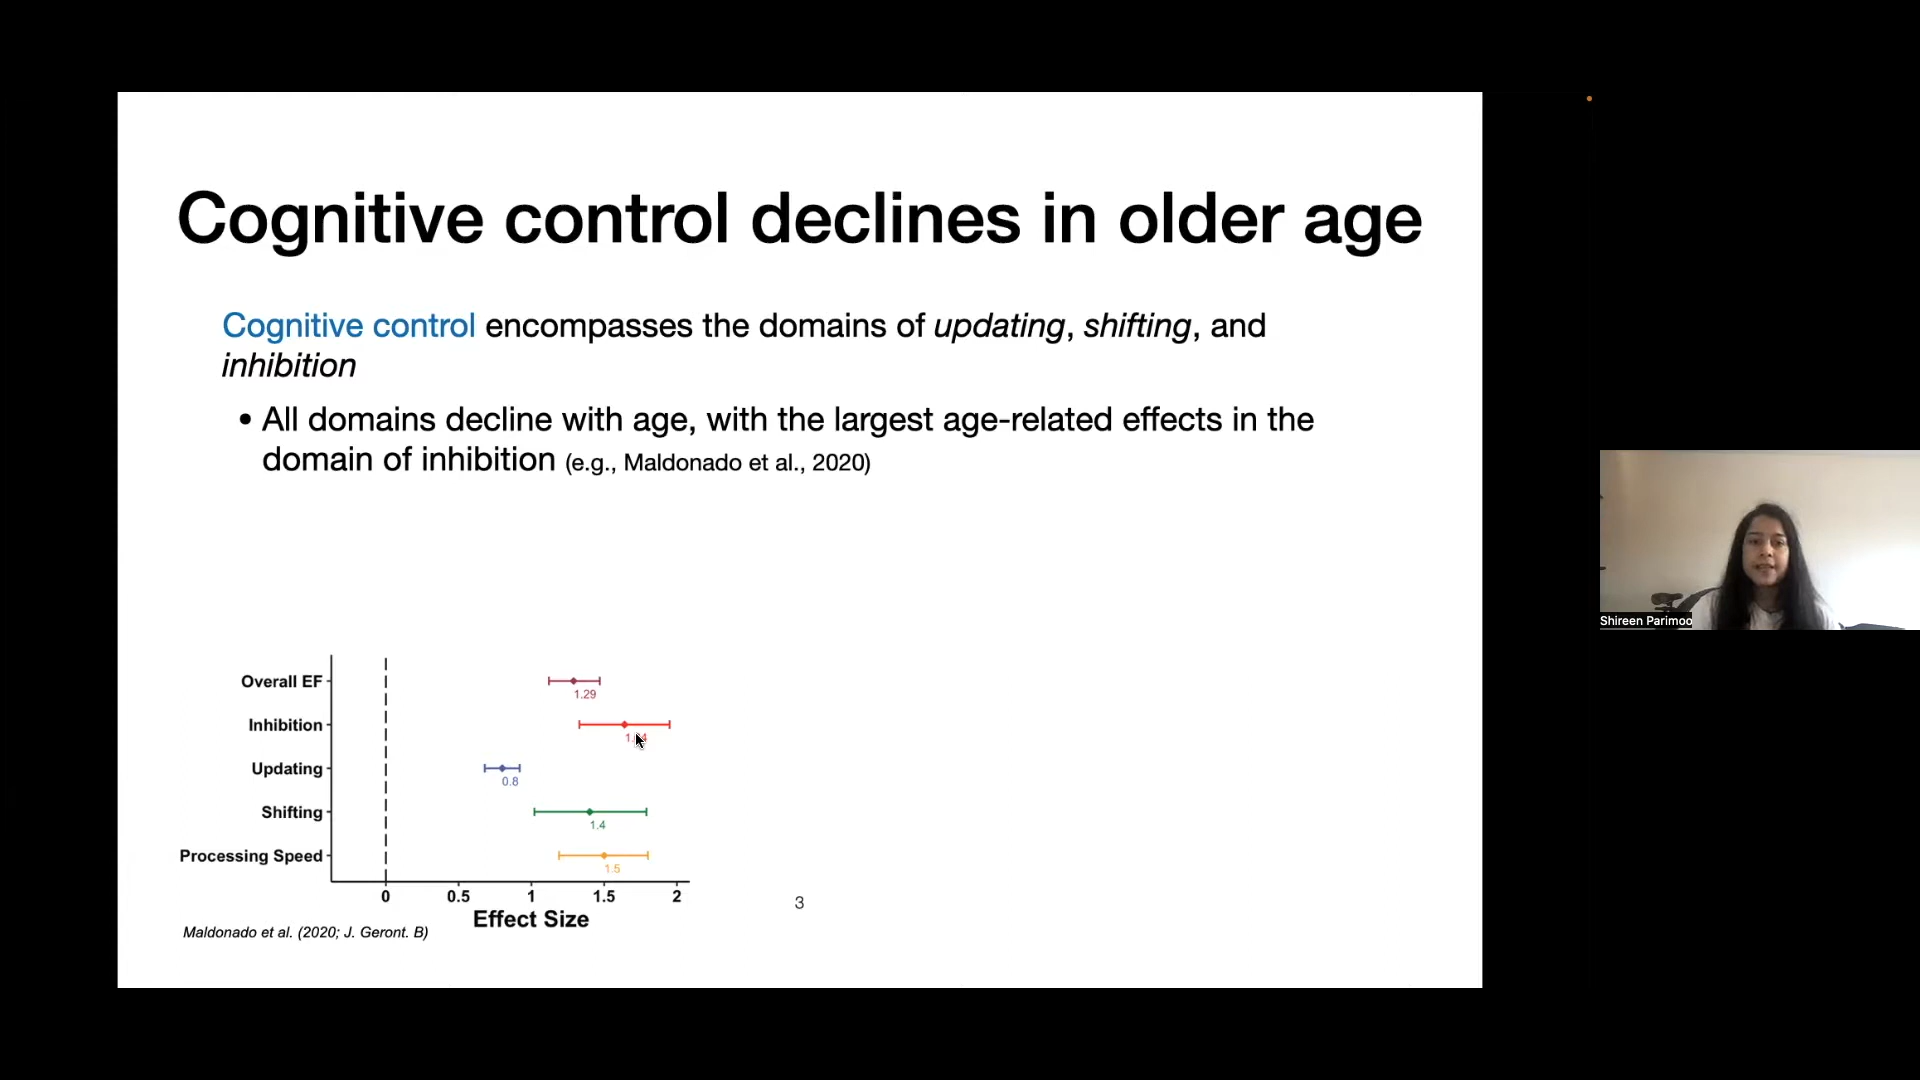 Cognitive control declines in older age
Cognitive control encompasses the domains of updating, shifting, and
inhibition
• All domains decline with age, with the largest age-related effects in the
domain of inhibition (e.g., Maldonado et al., 2020)
Shireen Parimoo
Overall EF
1.29
Inhibition
Updating
0.8
Shifting
1.4
Processing Speed
1.5
0 0.5 1 1.5 2
Effect Size
3
Maldonado et al. (2020; J. Geront. B)